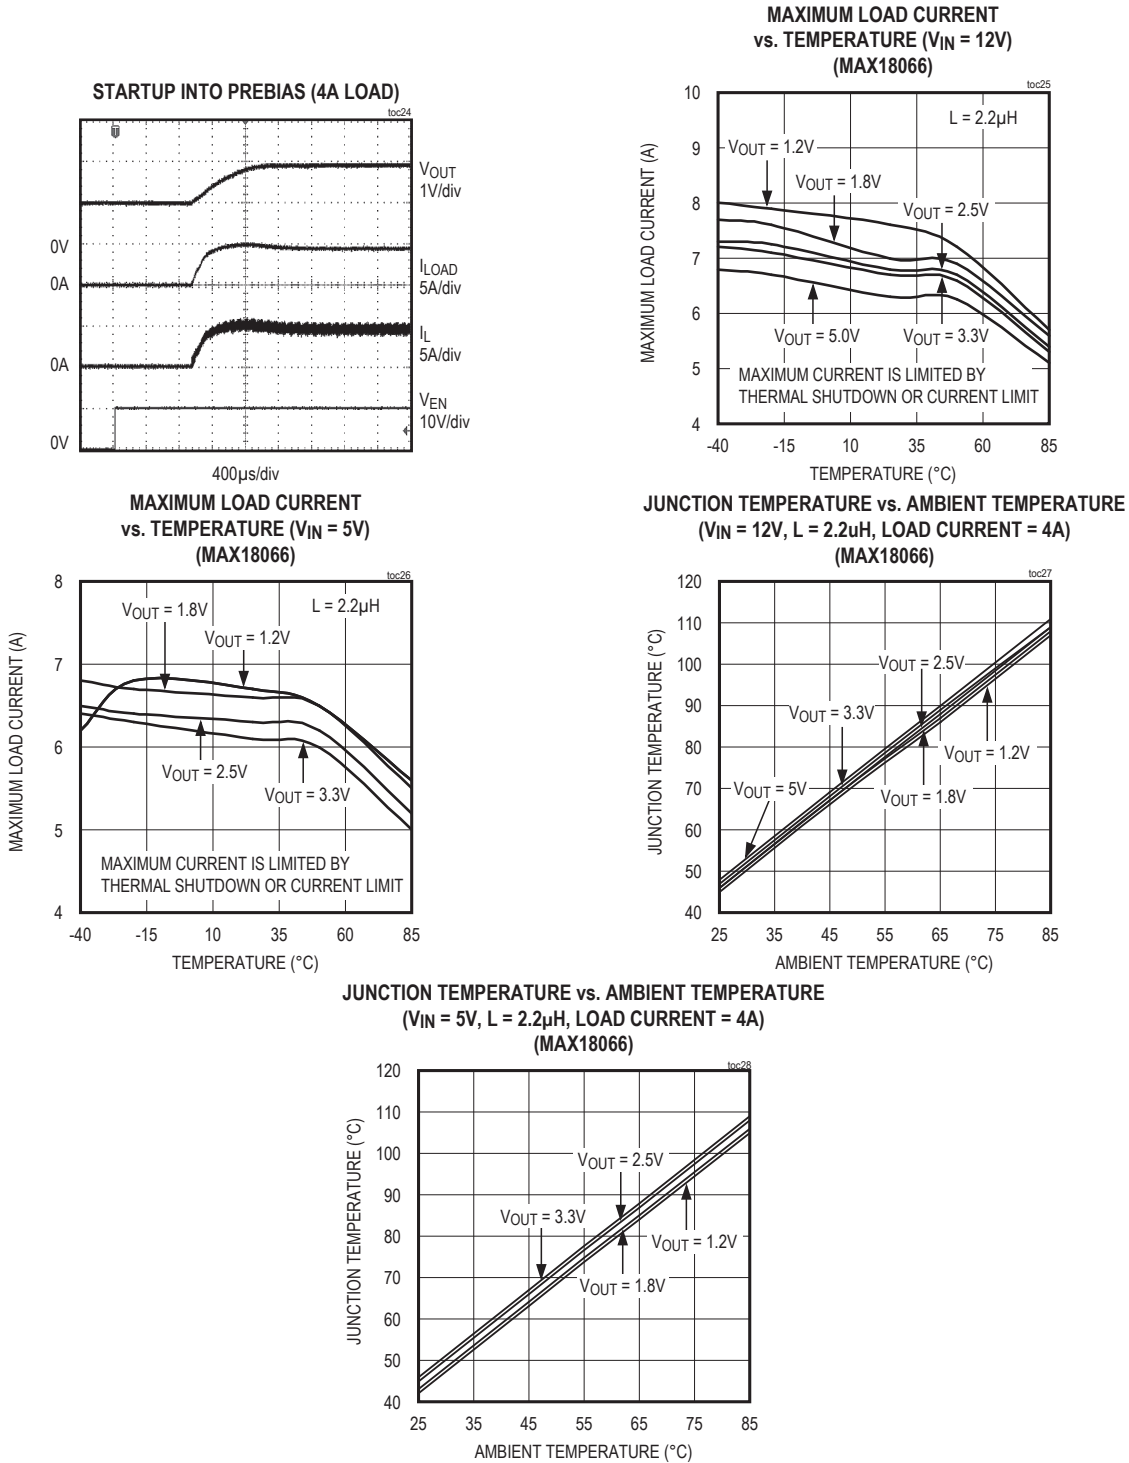 STARTUP INTO PREBIAS (4A LOAD)
toc24
VOUT
1V/div
0V
ILOAD
5A/div
0A
IL
5A/div
0A
VEN
10V/div
0V
400µs/div
MAXIMUM LOAD CURRENT
vs. TEMPERATURE (VIN = 12V)
(MAX18066)
toc25
MAXIMUM LOAD CURRENT (A)
10
9
8
7
6
5
4
L = 2.2µH
VOUT = 1.2V
VOUT = 1.8V
VOUT = 2.5V
VOUT = 5.0V
VOUT = 3.3V
MAXIMUM CURRENT IS LIMITED BY
THERMAL SHUTDOWN OR CURRENT LIMIT
-40 -15 10 35 60 85
TEMPERATURE (°C)
MAXIMUM LOAD CURRENT
vs. TEMPERATURE (VIN = 5V)
(MAX18066)
toc26
MAXIMUM LOAD CURRENT (A)
8
7
6
5
4
L = 2.2µH
VOUT = 1.8V
VOUT = 1.2V
VOUT = 2.5V
VOUT = 3.3V
MAXIMUM CURRENT IS LIMITED BY
THERMAL SHUTDOWN OR CURRENT LIMIT
-40 -15 10 35 60 85
TEMPERATURE (°C)
JUNCTION TEMPERATURE vs. AMBIENT TEMPERATURE
(VIN = 12V, L = 2.2uH, LOAD CURRENT = 4A)
(MAX18066)
toc27
JUNCTION TEMPERATURE (°C)
120
110
100
90
80
70
60
50
40
VOUT = 2.5V
VOUT = 3.3V
VOUT = 1.2V
VOUT = 5V
VOUT = 1.8V
25 35 45 55 65 75 85
AMBIENT TEMPERATURE (°C)
JUNCTION TEMPERATURE vs. AMBIENT TEMPERATURE
(VIN = 5V, L = 2.2µH, LOAD CURRENT = 4A)
(MAX18066)
toc28
JUNCTION TEMPERATURE (°C)
120
110
100
90
80
70
60
50
40
VOUT = 2.5V
VOUT = 3.3V
VOUT = 1.2V
VOUT = 1.8V
25 35 45 55 65 75 85
AMBIENT TEMPERATURE (°C)